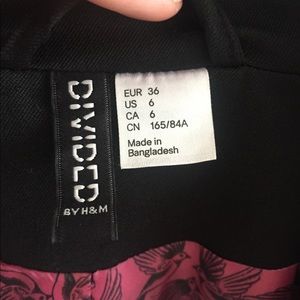 DIVIDED
BY H&M
EUR 36
US 6
CA 6
CN 165/84A
Made in
Bangladesh